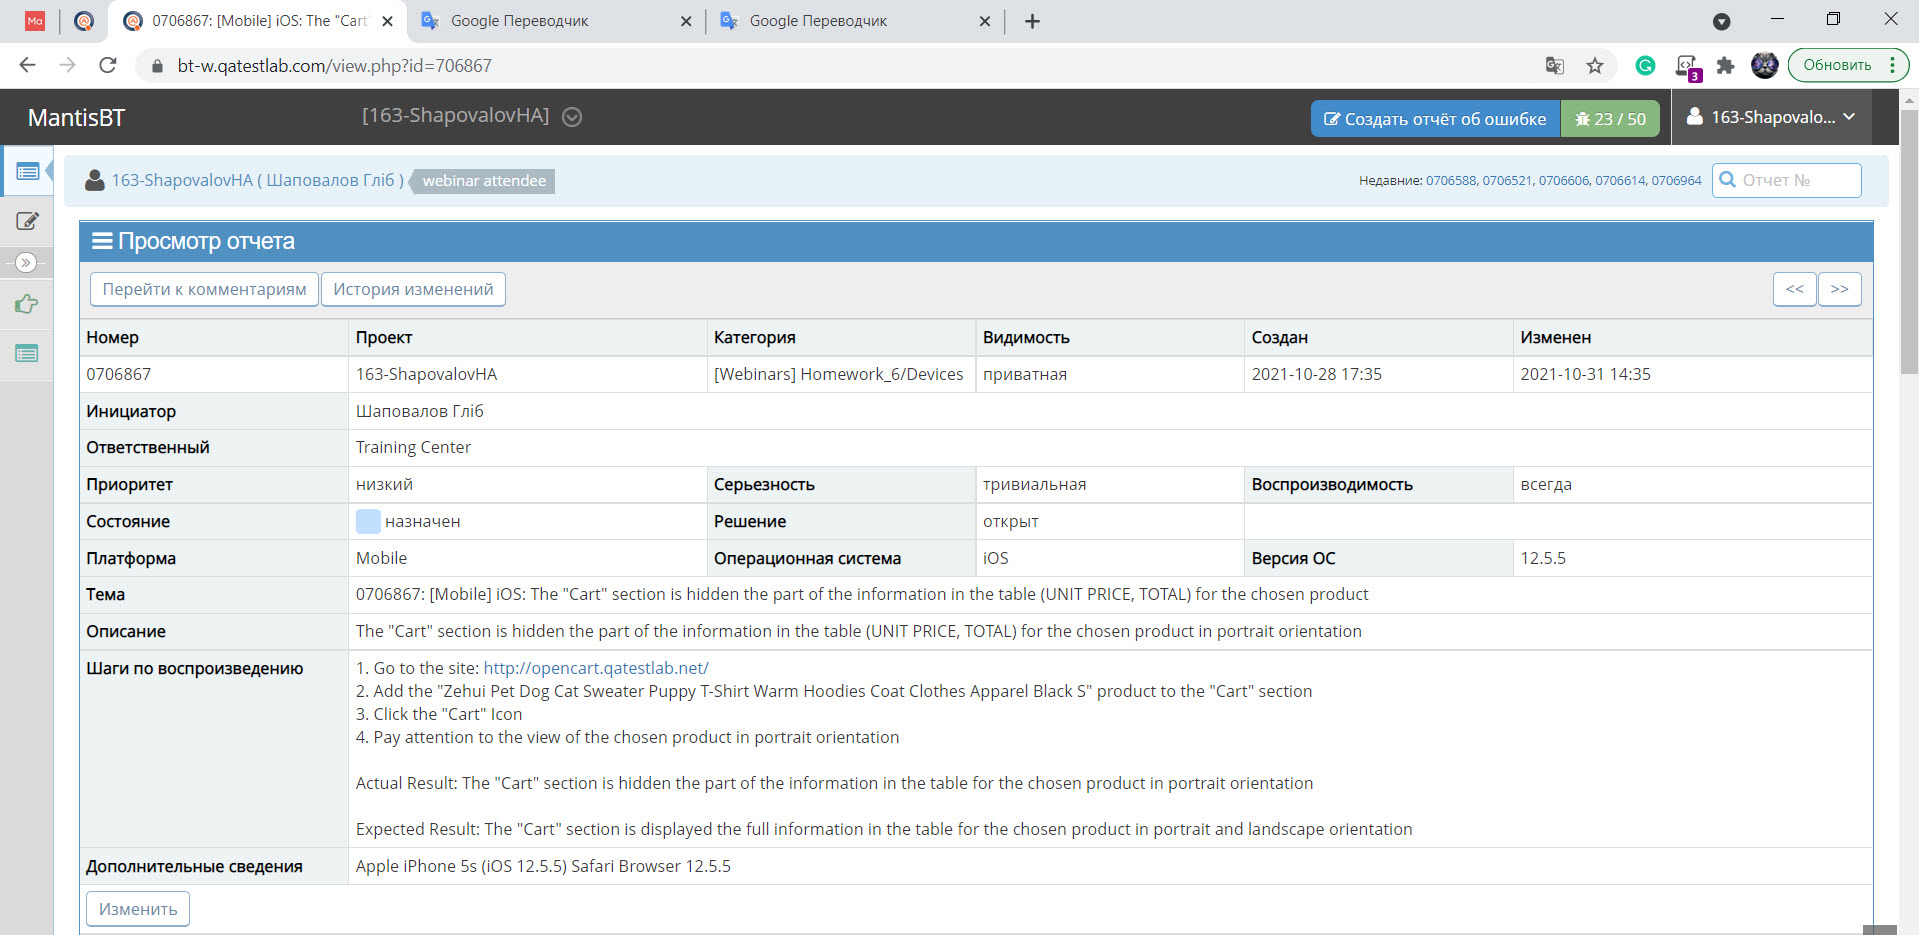 Ma
0706867: [Mobile] iOS: The "Cart"
Google Переводчик
Google Переводчик
bt-w.qatestlab.com/view.php?id=706867
3
Обновить
MantisBT
[163-ShapovalovHA]
Создать отчёт об ошибке
23 / 50
163-Shapovalo...
163-ShapovalovHA ( Шаповалов Гліб )
webinar attendee
Недавние: 0706588, 0706521, 0706606, 0706614, 0706964
Отчет №
Просмотр отчета
Перейти к комментариям
История изменений
<<
>>
Номер Проект Категория Видимость Создан Изменен
0706867 163-ShapovalovHA [Webinars] Homework_6/Devices приватная 2021-10-28 17:35 2021-10-31 14:35
Инициатор Шаповалов Гліб
Ответственный Training Center
Приоритет низкий Серьезность тривиальная Воспроизводимость всегда
Состояние назначен Решение открыт
Платформа Mobile Операционная система iOS Версия ОС 12.5.5
Тема 0706867: [Mobile] iOS: The "Cart" section is hidden the part of the information in the table (UNIT PRICE, TOTAL) for the chosen product
Описание The "Cart" section is hidden the part of the information in the table (UNIT PRICE, TOTAL) for the chosen product in portrait orientation
Шаги по воспроизведению 1. Go to the site: http://opencart.qatestlab.net/
2. Add the "Zehui Pet Dog Cat Sweater Puppy T-Shirt Warm Hoodies Coat Clothes Apparel Black S" product to the "Cart" section
3. Click the "Cart" Icon
4. Pay attention to the view of the chosen product in portrait orientation
Actual Result: The "Cart" section is hidden the part of the information in the table for the chosen product in portrait orientation
Expected Result: The "Cart" section is displayed the full information in the table for the chosen product in portrait and landscape orientation
Дополнительные сведения Apple iPhone 5s (iOS 12.5.5) Safari Browser 12.5.5
Изменить